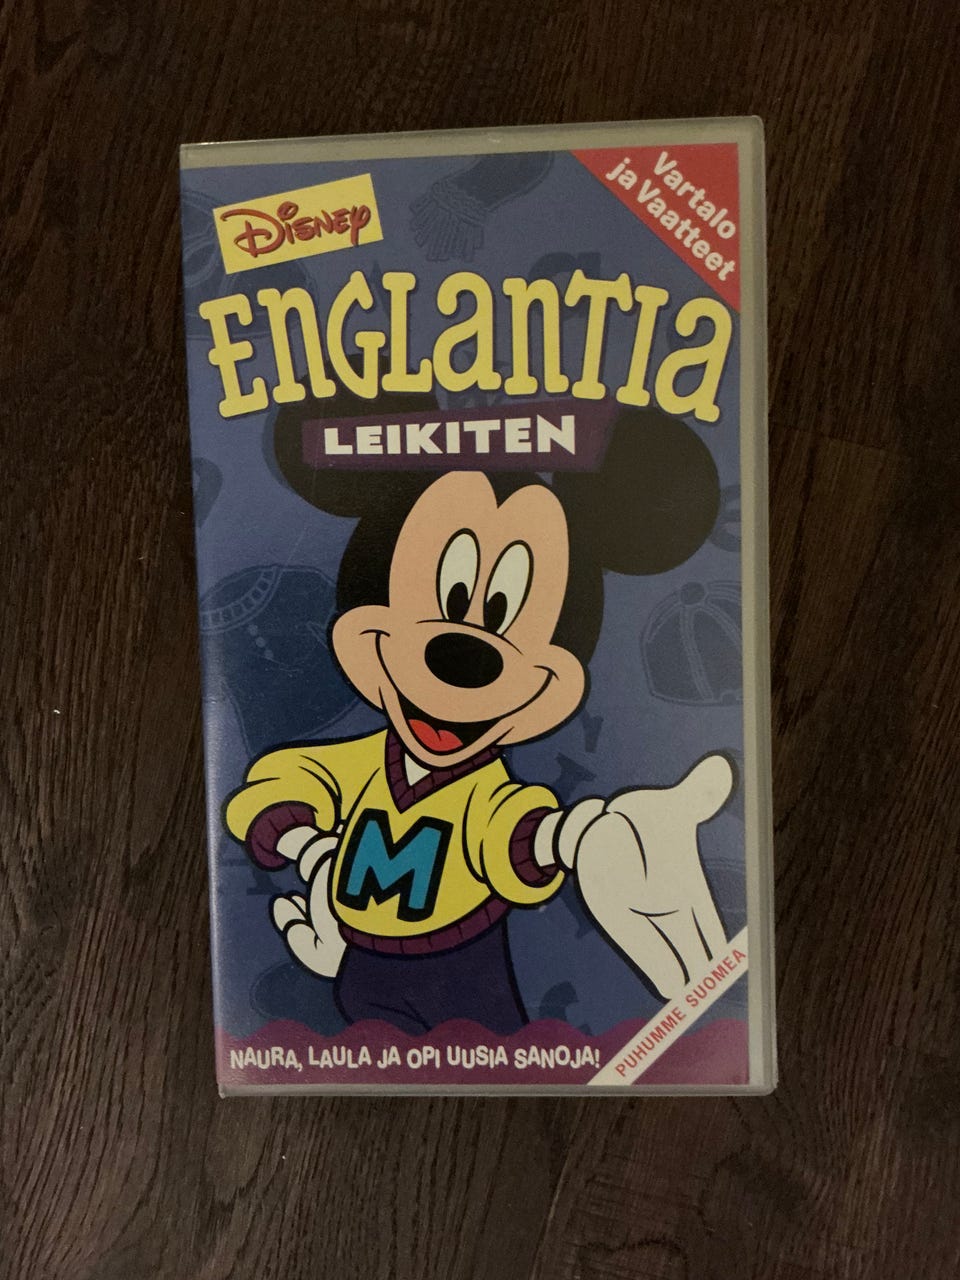 Disney
Vartalo
ja Vaatteet
ENGLANTIA
LEIKITEN
M
PUHUMME SUOMEA
NAURA, LAULA JA OPI UUSIA SANOJA!